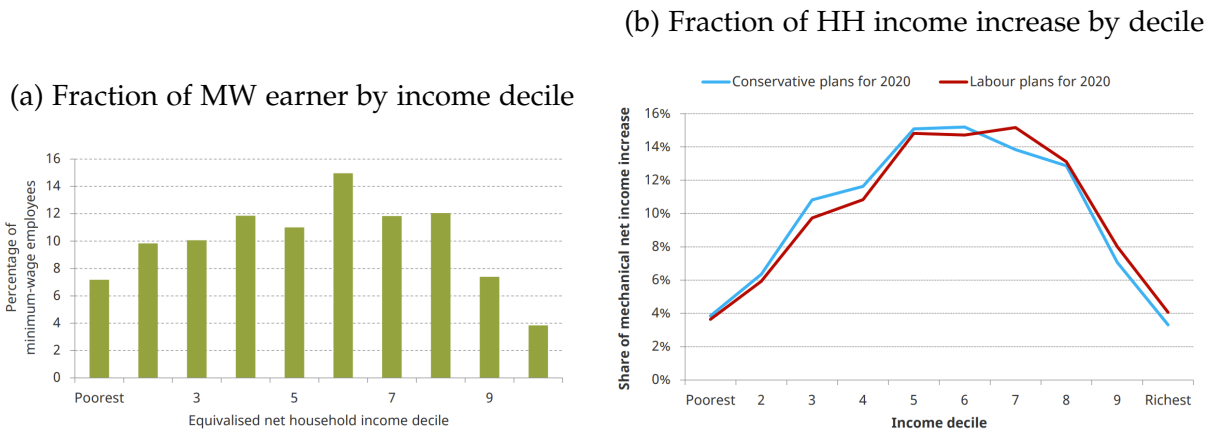 (a) Fraction of MW earner by income decile
Percentage of
minimum-wage employees
16
14
12
10
8
6
4
2
0
Poorest 3 5 7 9
Equivalised net household income decile
(b) Fraction of HH income increase by decile
Conservative plans for 2020 Labour plans for 2020
Share of mechanical net income increase
16%
14%
12%
10%
8%
6%
4%
2%
0%
Poorest 2 3 4 5 6 7 8 9 Richest
Income decile